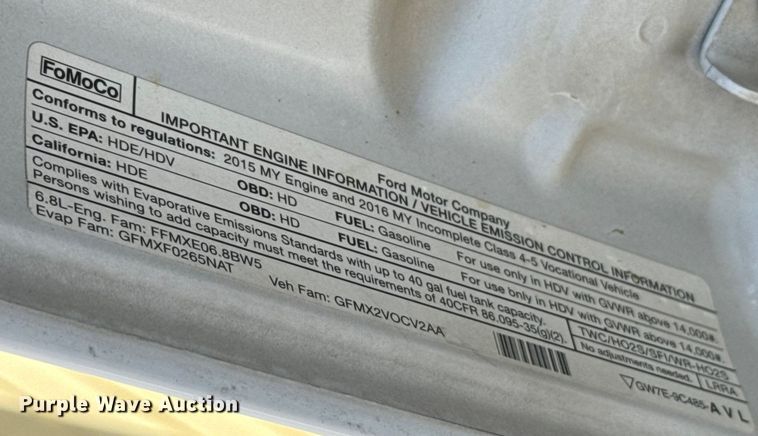 FoMoCo
IMPORTANT ENGINE INFORMATION / VEHICLE EMISSION CONTROL INFORMATION
Ford Motor Company
Conforms to regulations: 2015 MY Engine and 2016 MY Incomplete Class 4-5 Vocational Vehicle
U.S. EPA: HDE/HDV OBD: HD FUEL: Gasoline For use only in HDV with GVWR above 14,000#.
California: HDE OBD: HD FUEL: Gasoline For use only in HDV with GVWR above 14,000#.
Complies with Evaporative Emissions Standards with up to 40 gal fuel tank capacity. TWC/HO2S/SFI/WR-HO2S
Persons wishing to add capacity must meet the requirements of 40CFR 86.095-35(g)(2). No adjustments needed. LRRA
6.8L-Eng. Fam: FFMXE06.8BW5 Veh Fam: GFMX2VOCV2AA
Evap Fam: GFMXF0265NAT
GW7E-9C485-AVL
Purple Wave Auction